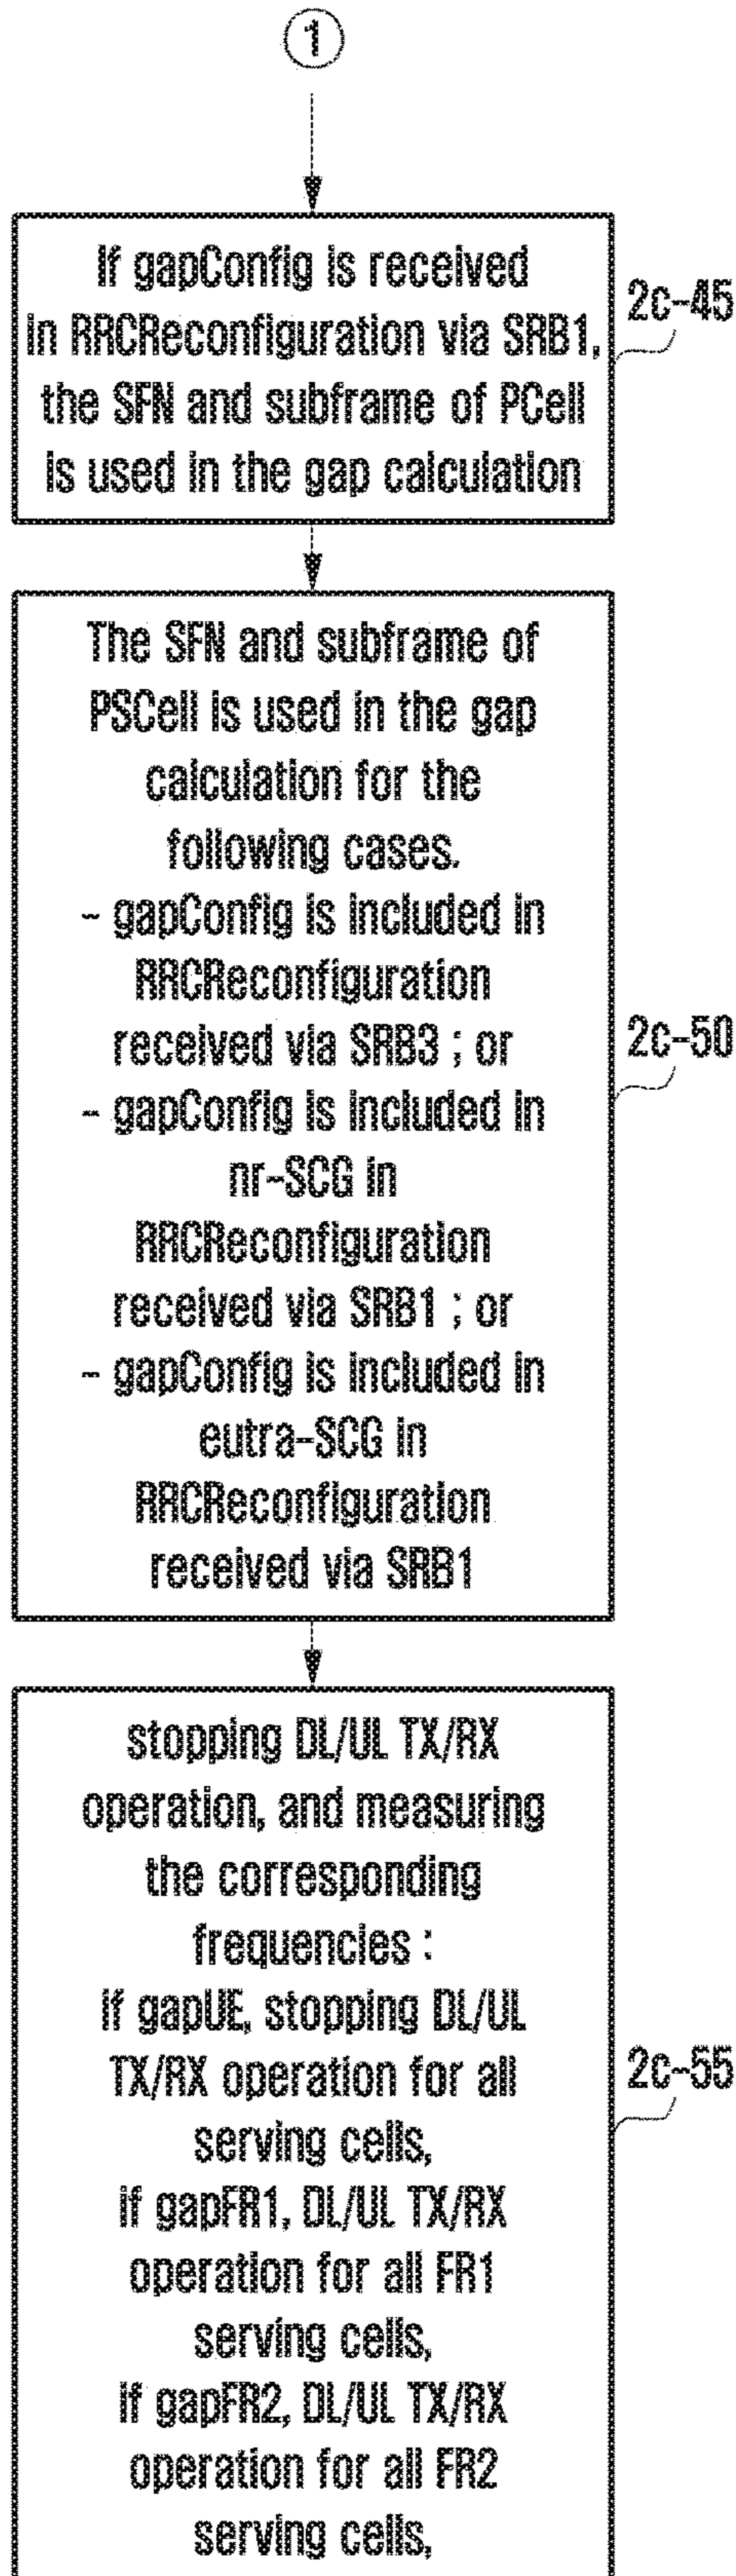 1
If gapConfig is received
in RRCReconfiguration via SRB1,
the SFN and subframe of PCell
is used in the gap calculation
2c-45
The SFN and subframe of
PSCell is used in the gap
calculation for the
following cases.
- gapConfig is included in
RRCReconfiguration
received via SRB3 ; or
- gapConfig is included in
nr-SCG in
RRCReconfiguration
received via SRB1 ; or
- gapConfig is included in
eutra-SCG in
RRCReconfiguration
received via SRB1
2c-50
stopping DL/UL TX/RX
operation, and measuring
the corresponding
frequencies :
if gapUE, stopping DL/UL
TX/RX operation for all
serving cells,
if gapFR1, DL/UL TX/RX
operation for all FR1
serving cells,
if gapFR2, DL/UL TX/RX
operation for all FR2
serving cells,
2c-55